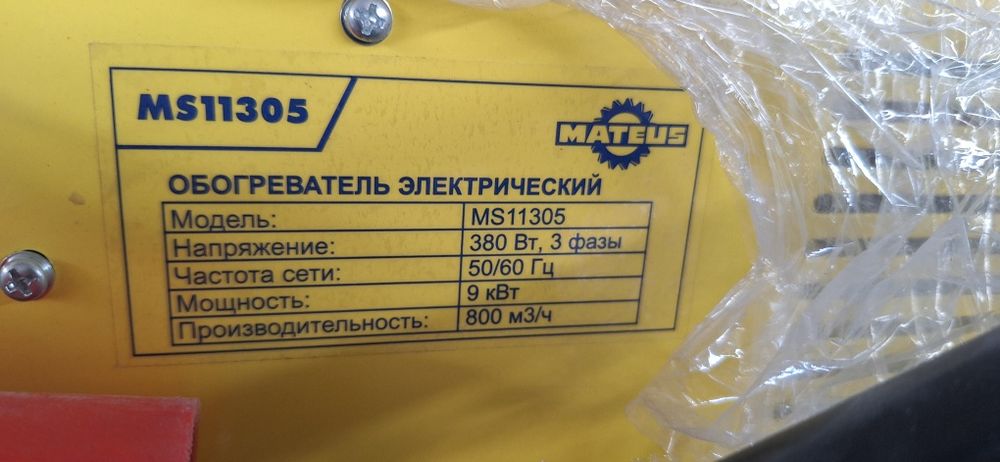 MS11305
MATEUS
ОБОГРЕВАТЕЛЬ ЭЛЕКТРИЧЕСКИЙ
Модель: MS11305
Напряжение: 380 Вт, 3 фазы
Частота сети: 50/60 Гц
Мощность: 9 кВт
Производительность: 800 м3/ч